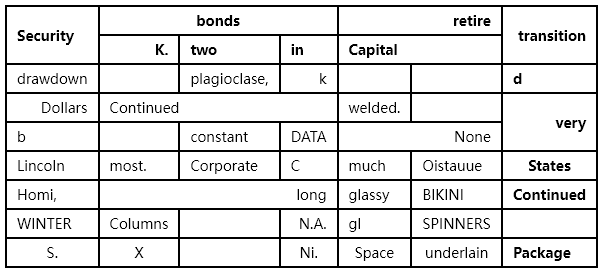 Security bonds retire transition
K. two in Capital
drawdown plagioclase, k d
Dollars Continued welded. very
b constant DATA None
Lincoln most. Corporate C much Oistauue States
Homi, long glassy BIKINI Continued
WINTER Columns N.A. gl SPINNERS
S. X Ni. Space underlain Package